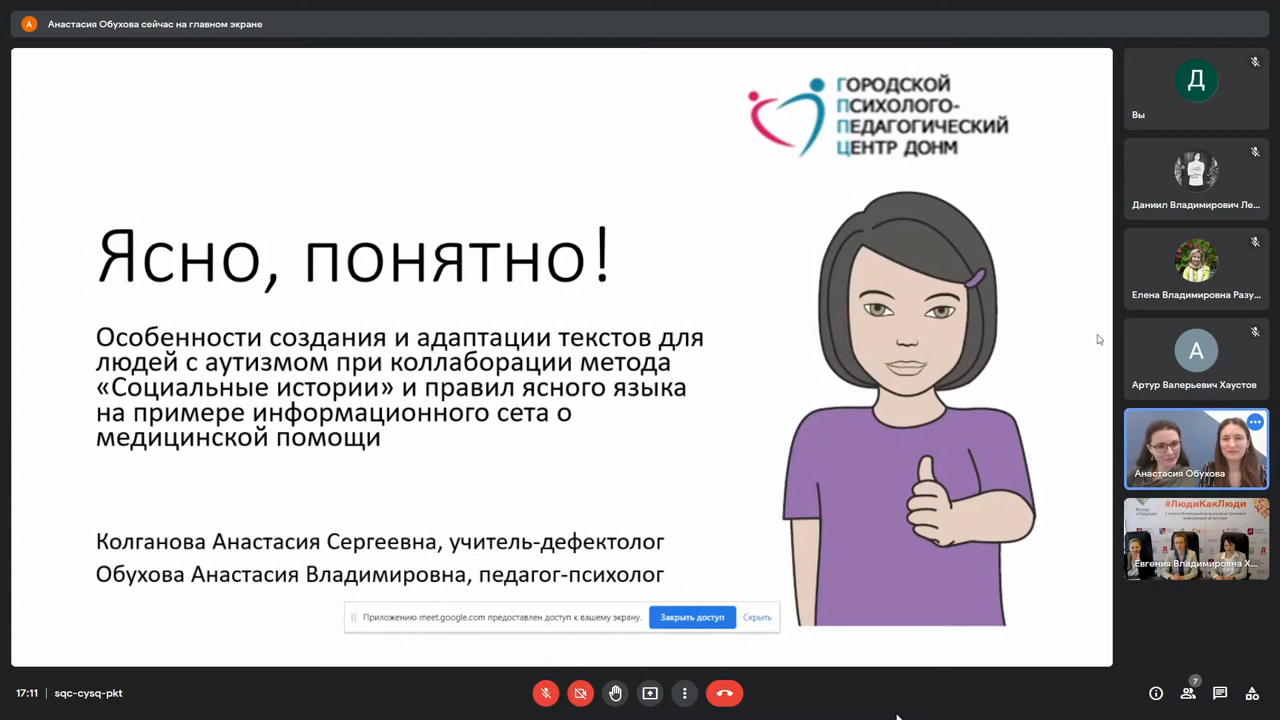 А
Анастасия Обухова сейчас на главном экране
ГОРОДСКОЙ
ПСИХОЛОГО-
ПЕДАГОГИЧЕСКИЙ
ЦЕНТР ДОНМ
Ясно, понятно!
Особенности создания и адаптации текстов для
людей с аутизмом при коллаборации метода
«Социальные истории» и правил ясного языка
на примере информационного сета о
медицинской помощи
Колганова Анастасия Сергеевна, учитель-дефектолог
Обухова Анастасия Владимировна, педагог-психолог
Приложению meet.google.com предоставлен доступ к вашему экрану.
Закрыть доступ
Скрыть
Д
Вы
Даниил Владимирович Ле...
Елена Владимировна Разу...
А
Артур Валерьевич Хаустов
Анастасия Обухова
#ЛюдиКакЛюди
Евгения Владимировна Х...
17:11
sqc-cysq-pkt
7